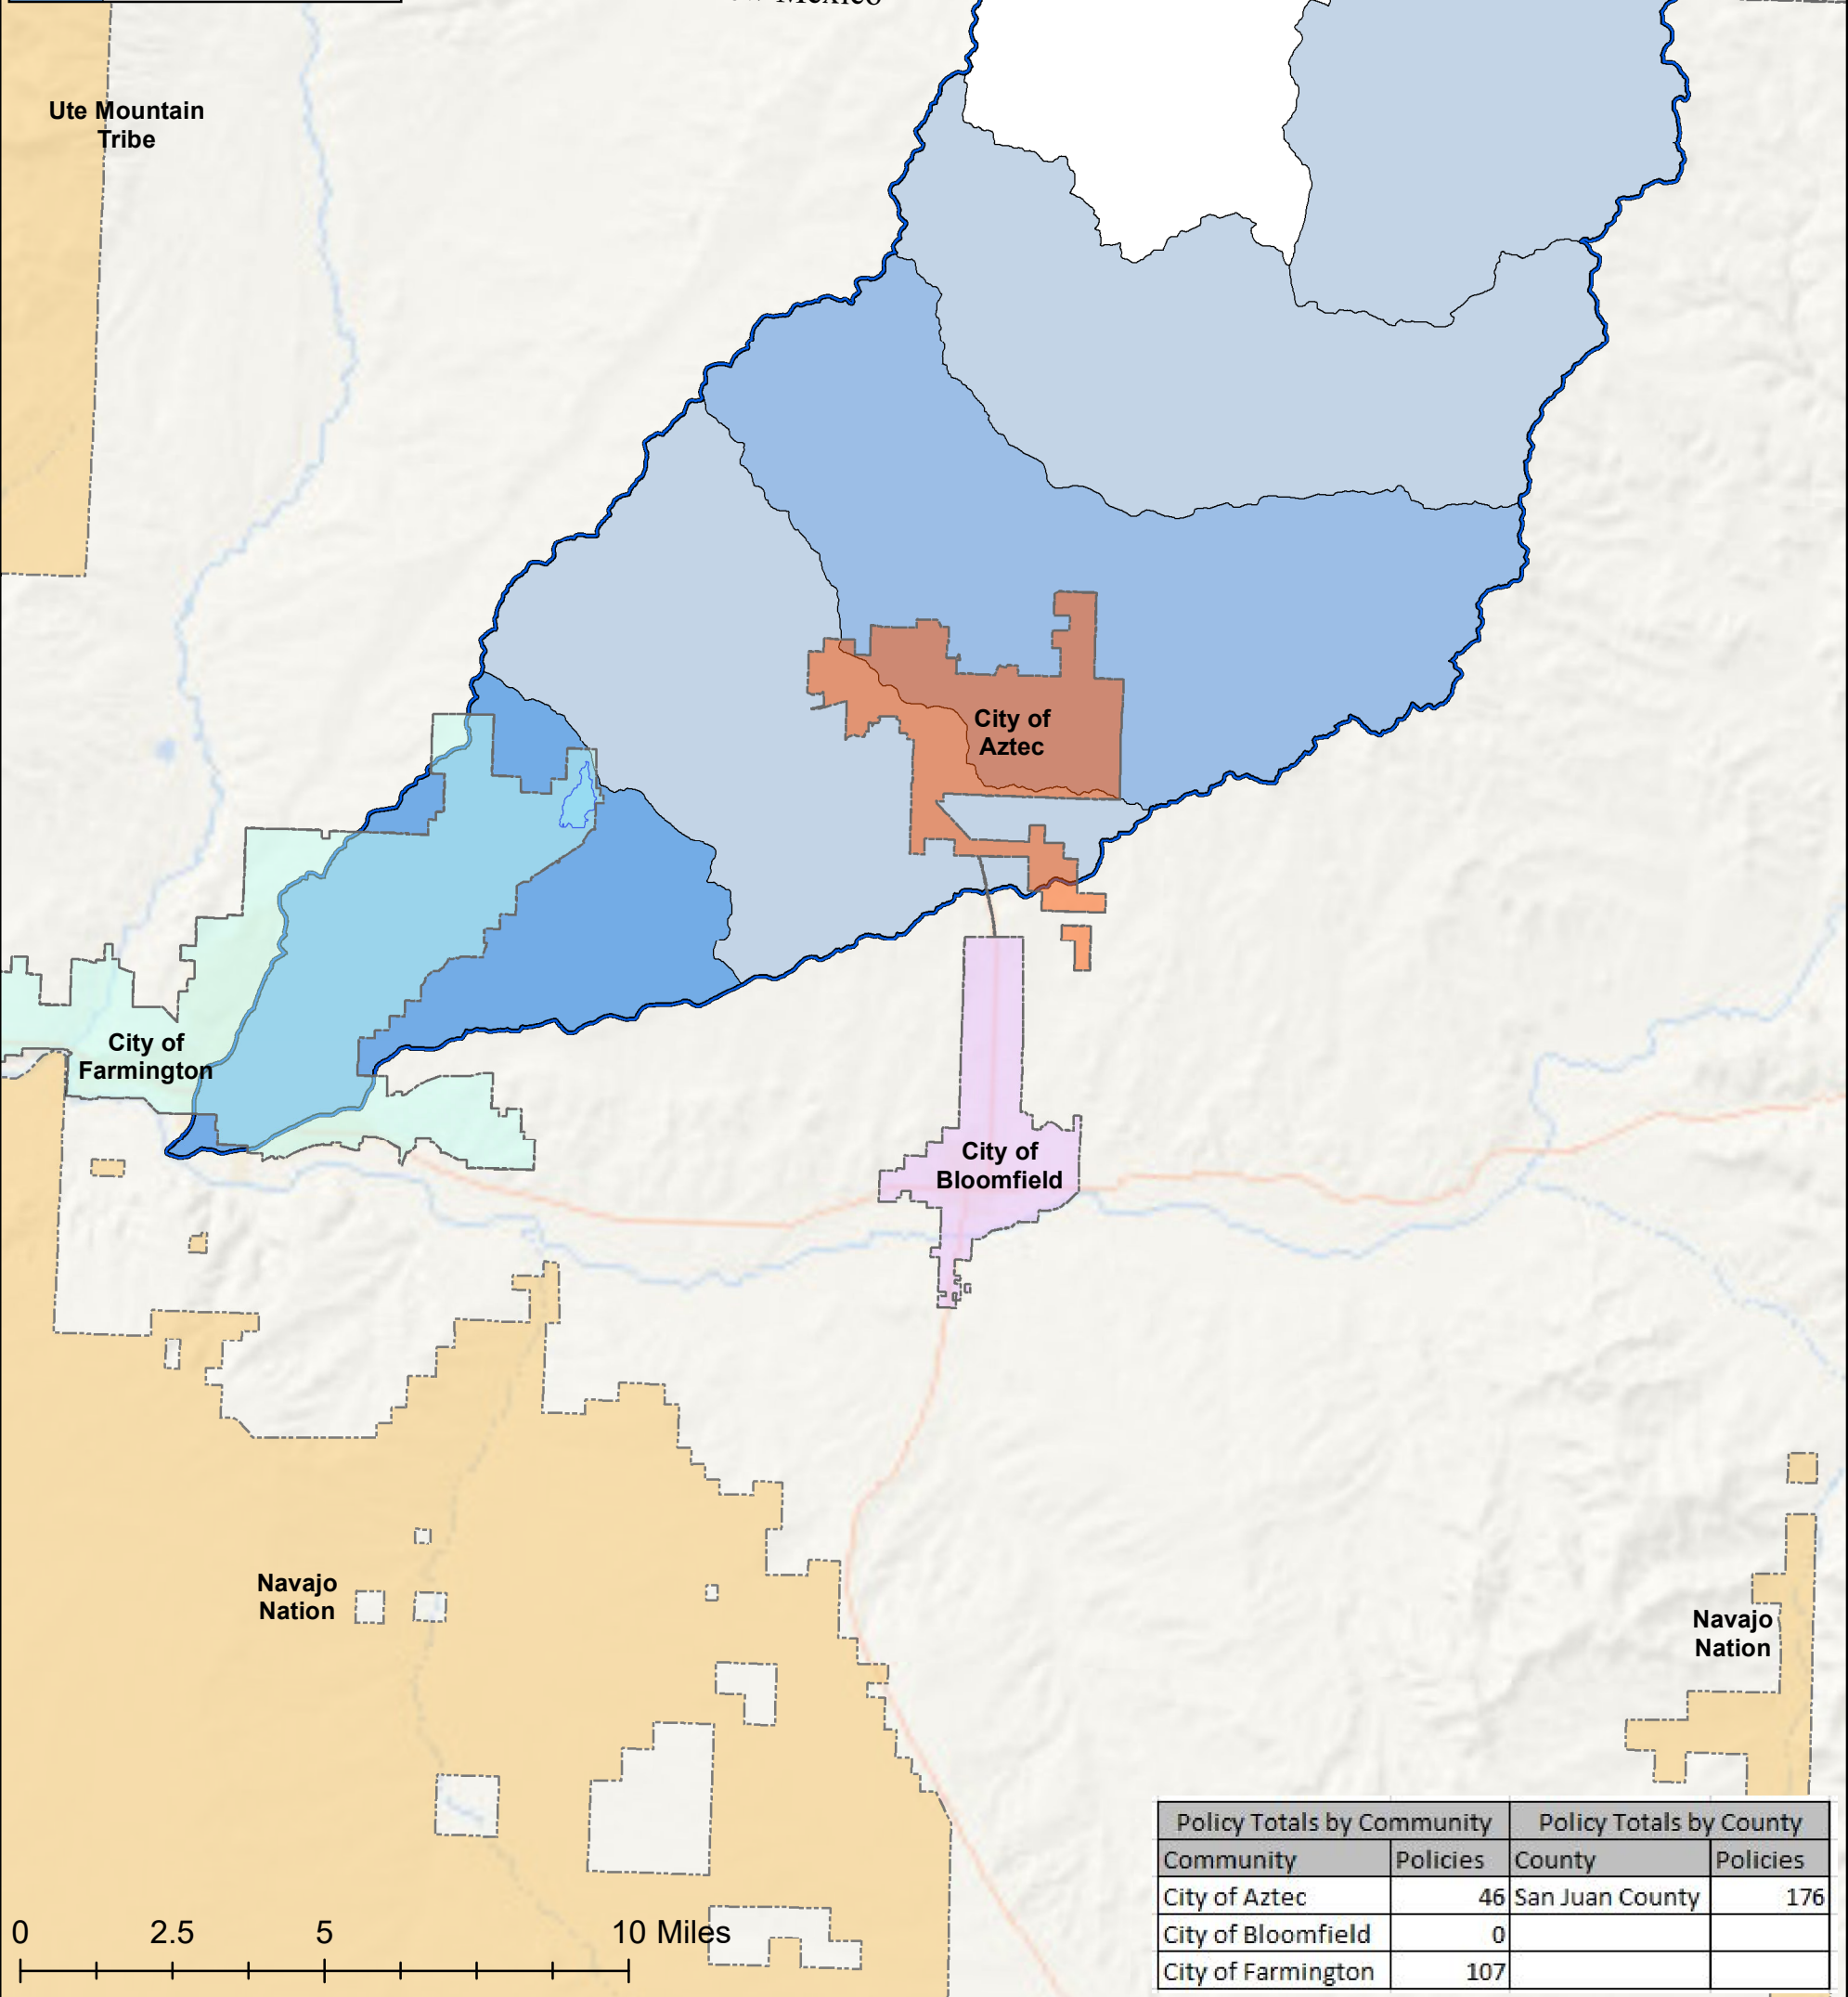 Mexico
Ute Mountain
Tribe
City of
Aztec
City of
Farmington
City of
Bloomfield
Navajo
Nation
Navajo
Nation
Policy Totals by Community Policy Totals by County
Community Policies County Policies
City of Aztec 46 San Juan County 176
City of Bloomfield 0
City of Farmington 107
0 2.5 5 10 Miles